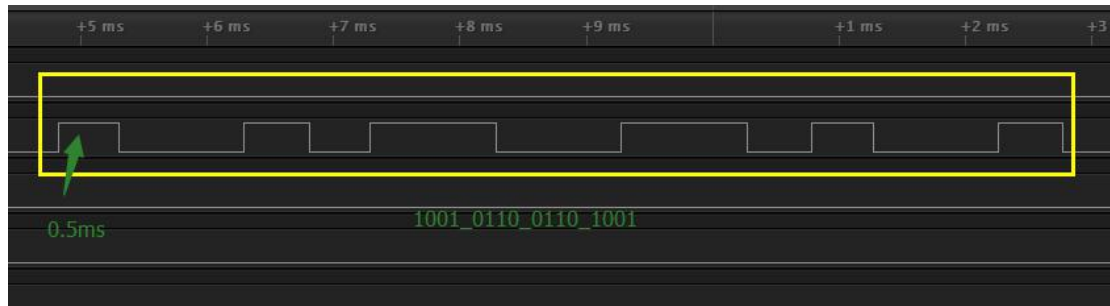 +5 ms +6 ms +7 ms +8 ms +9 ms +1 ms +2 ms +3
0.5ms
1001_0110_0110_1001